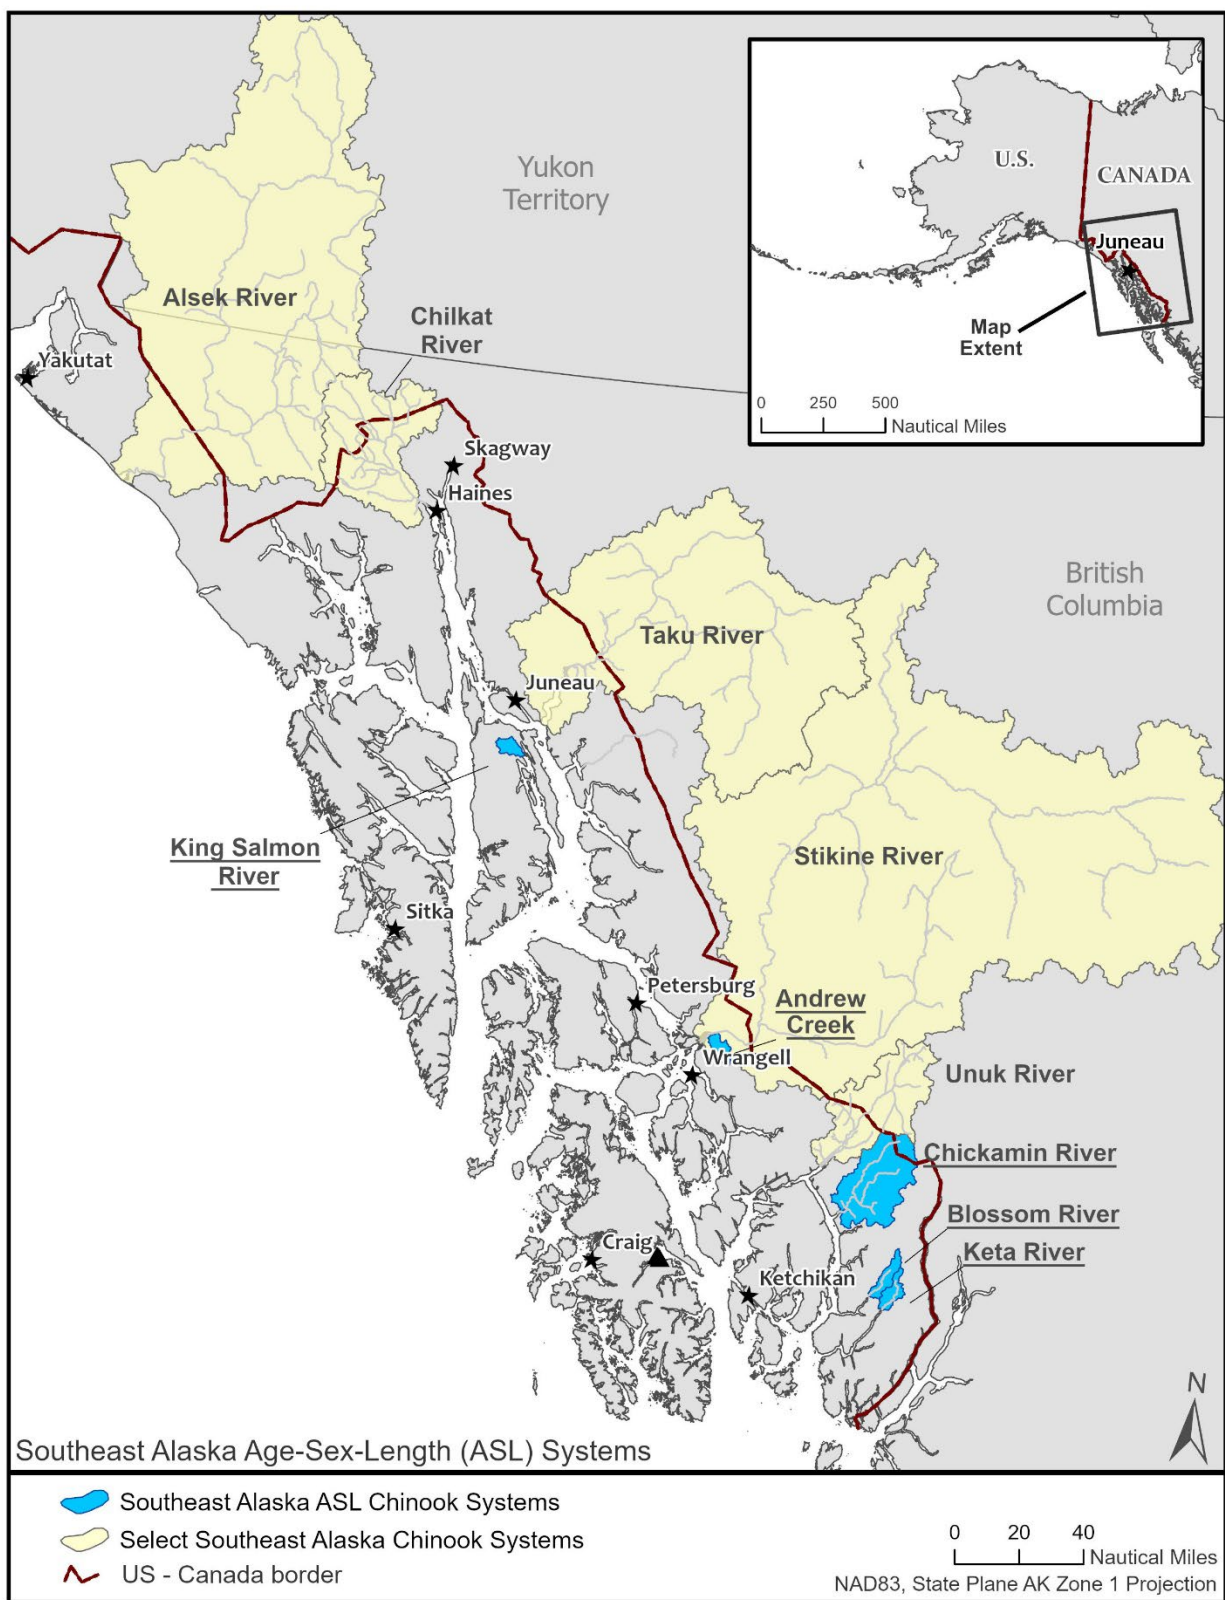 Yukon
Territory
U.S.
CANADA
Juneau
Map
Extent
0 250 500
Nautical Miles
Alsek River
Chilkat
River
Yakutat
Skagway
Haines
British
Columbia
Taku River
Juneau
King Salmon
River
Stikine River
Sitka
Petersburg
Andrew
Creek
Wrangell
Unuk River
Chickamin River
Blossom River
Keta River
Craig
Ketchikan
N
Southeast Alaska Age-Sex-Length (ASL) Systems
Southeast Alaska ASL Chinook Systems
Select Southeast Alaska Chinook Systems
US - Canada border
0 20 40
Nautical Miles
NAD83, State Plane AK Zone 1 Projection